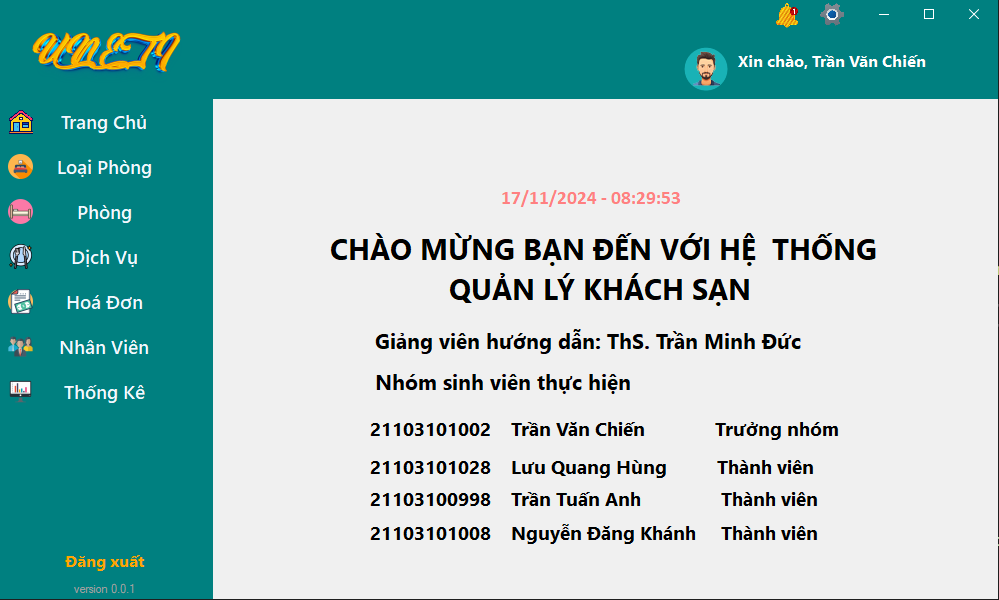 1
UNETI
Xin chào, Trần Văn Chiến
Trang Chủ
Loại Phòng
Phòng
Dịch Vụ
Hoá Đơn
Nhân Viên
Thống Kê
Đăng xuất
version 0.0.1
17/11/2024 - 08:29:53
CHÀO MỪNG BẠN ĐẾN VỚI HỆ THỐNG
QUẢN LÝ KHÁCH SẠN
Giảng viên hướng dẫn: ThS. Trần Minh Đức
Nhóm sinh viên thực hiện
21103101002 Trần Văn Chiến Trưởng nhóm
21103101028 Lưu Quang Hùng Thành viên
21103100998 Trần Tuấn Anh Thành viên
21103101008 Nguyễn Đăng Khánh Thành viên